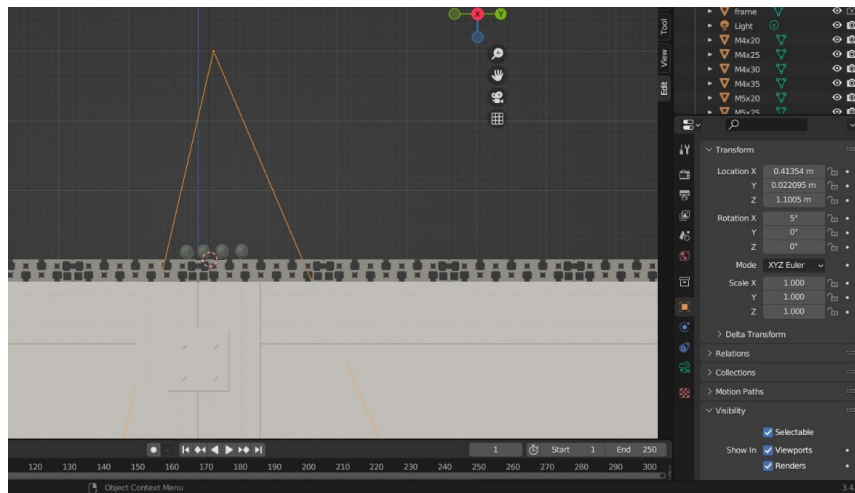 frame
Light
M4x20
M4x25
M4x30
M4x35
M5x20
M5x25
X
Y
Tool
View
Edit
Transform
Location X 0.41354 m
Y 0.022095 m
Z 1.1005 m
Rotation X 5°
Y 0°
Z 0°
Mode XYZ Euler
Scale X 1.000
Y 1.000
Z 1.000
Delta Transform
Relations
Collections
Motion Paths
Visibility
Selectable
Show In Viewports
Renders
1 Start 1 End 250
120 130 140 150 160 170 180 190 200 210 220 230 240 250 260 270 280 290 300
Object Context Menu